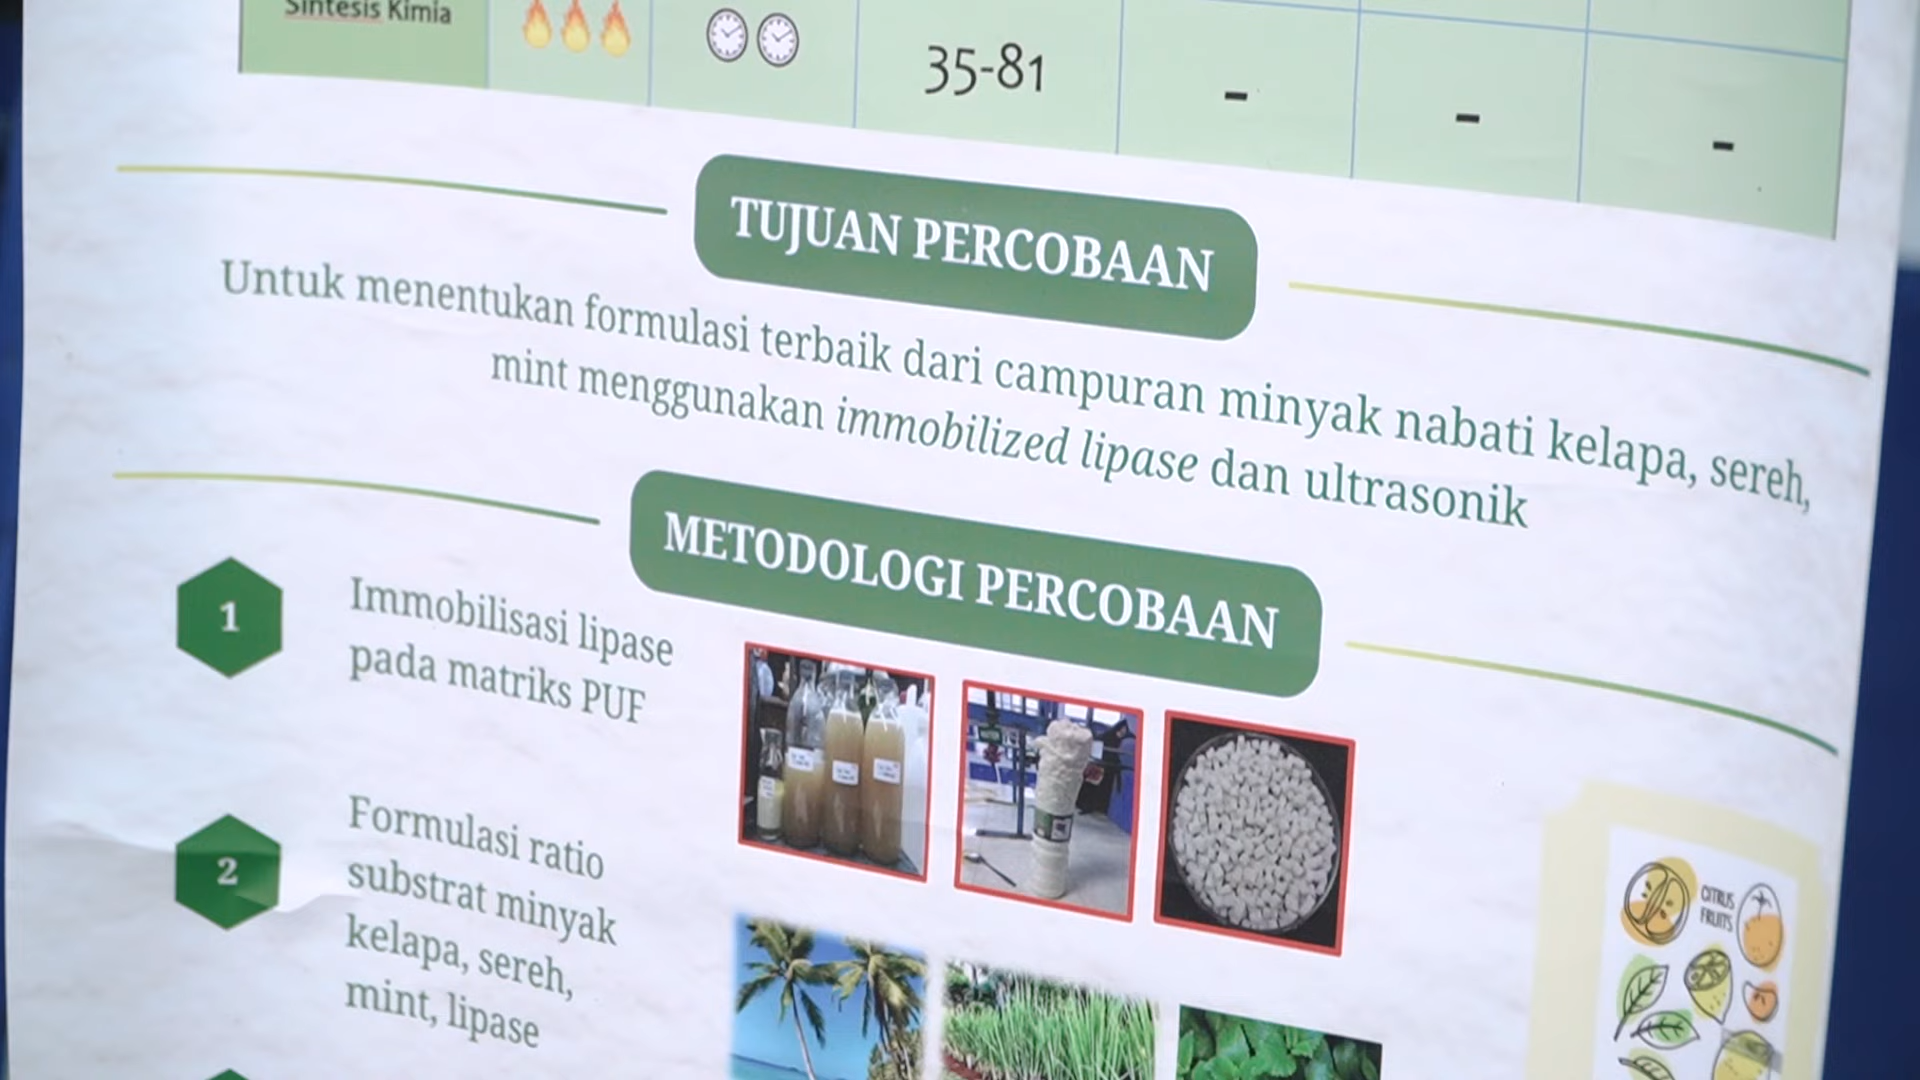 Sintesis Kimia
35-81
-
-
-
TUJUAN PERCOBAAN
Untuk menentukan formulasi terbaik dari campuran minyak nabati kelapa, sereh,
mint menggunakan immobilized lipase dan ultrasonik
METODOLOGI PERCOBAAN
1
Immobilisasi lipase
pada matriks PUF
2
Formulasi ratio
substrat minyak
kelapa, sereh,
mint, lipase
CITRUS
FRUITS